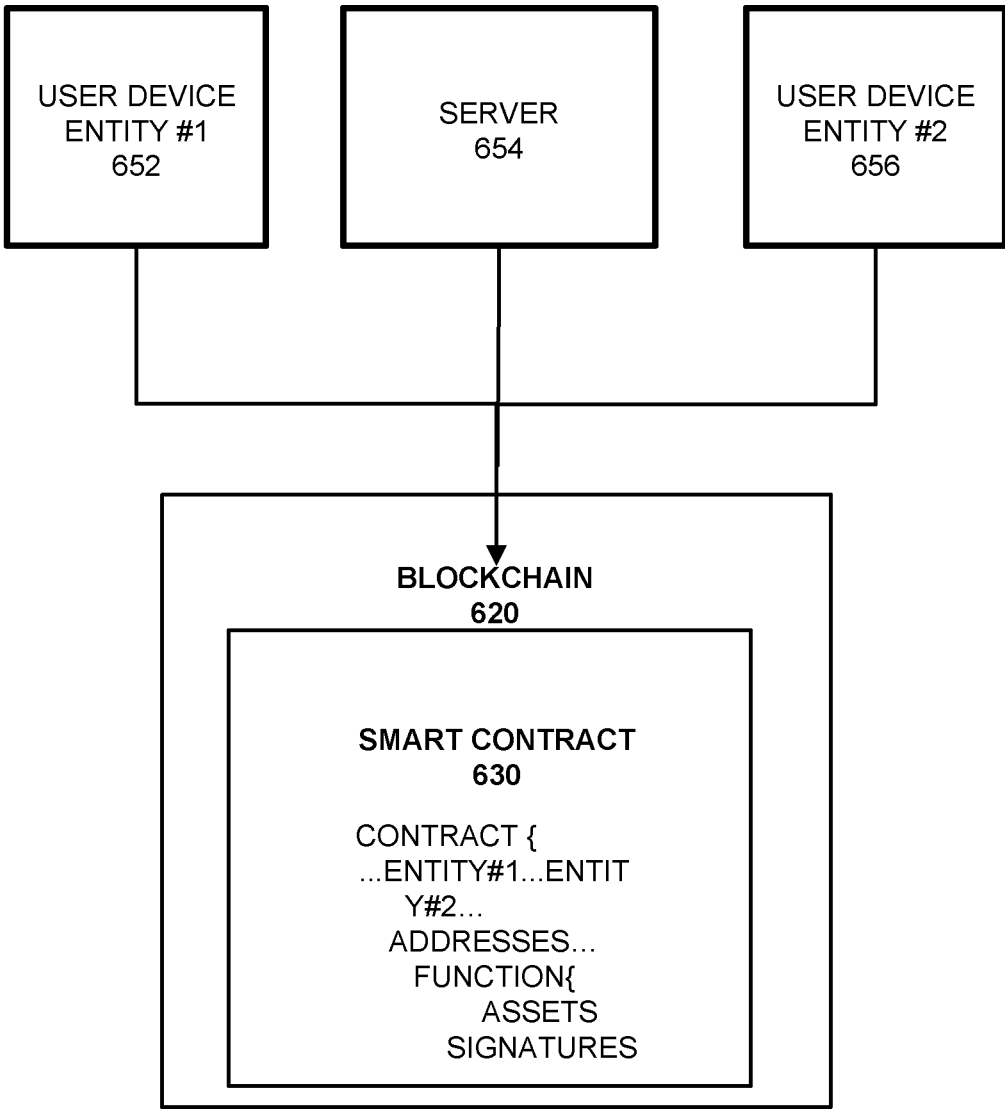 USER DEVICE
ENTITY #1
652
SERVER
654
USER DEVICE
ENTITY #2
656
BLOCKCHAIN
620
SMART CONTRACT
630
CONTRACT {
...ENTITY#1...ENTIT
Y#2...
ADDRESSES...
FUNCTION{
ASSETS
SIGNATURES